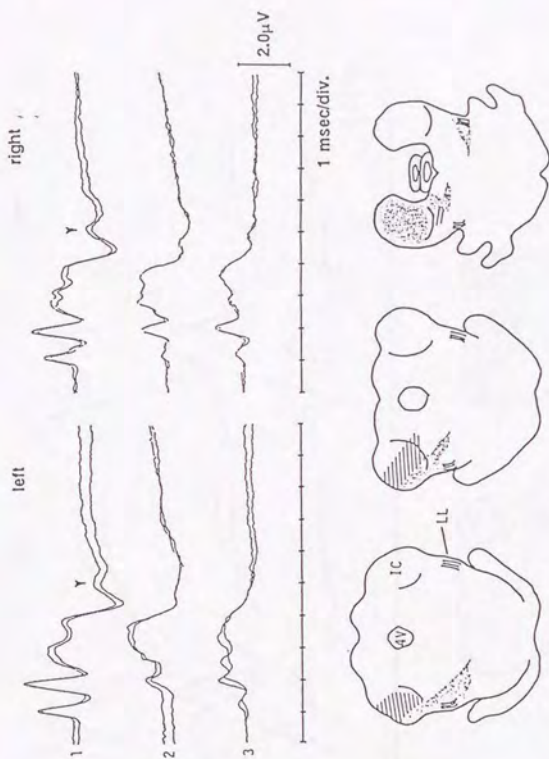 left
right
1
2
3
Y
Y
2.0μV
1 msec/div.
4V
IC
LL